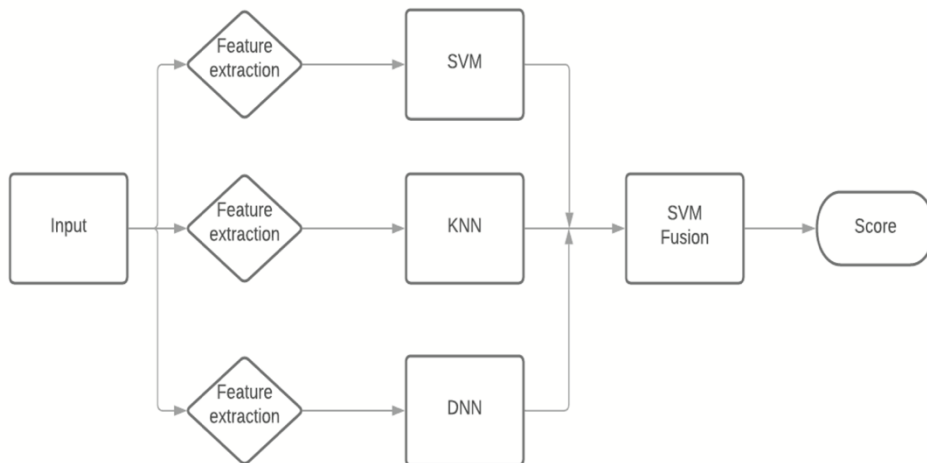 Feature
extraction
SVM
Input
Feature
extraction
KNN
SVM
Fusion
Score
Feature
extraction
DNN